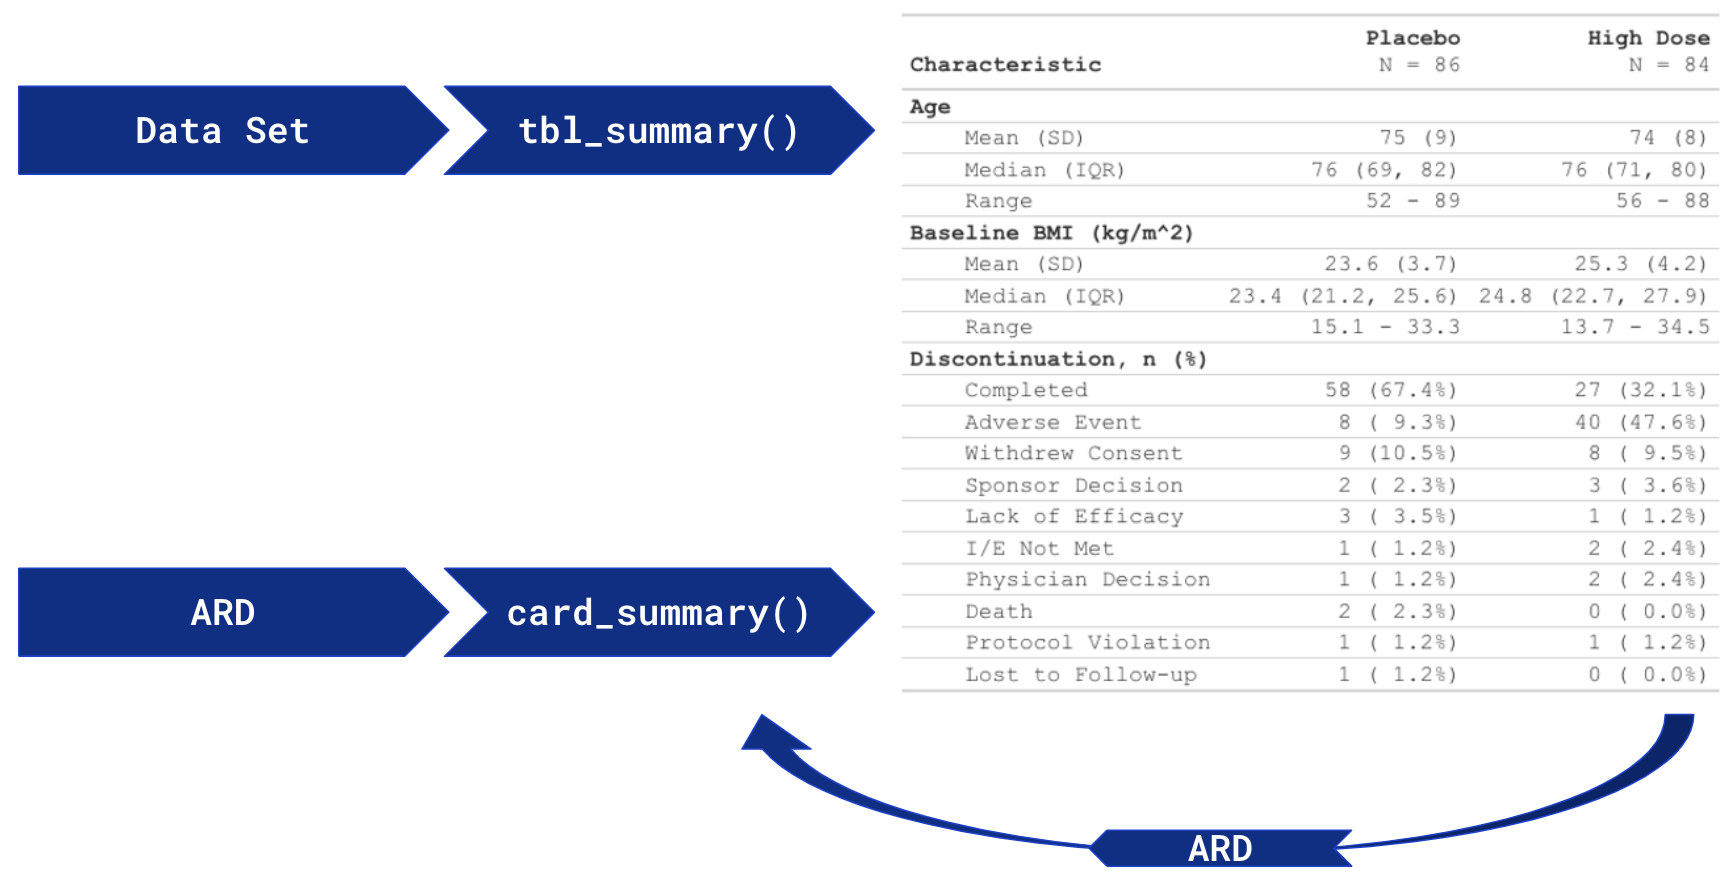 Data Set
tbl_summary()
ARD
card_summary()
Placebo High Dose
Characteristic N = 86 N = 84
Age
Mean (SD) 75 (9) 74 (8)
Median (IQR) 76 (69, 82) 76 (71, 80)
Range 52 - 89 56 - 88
Baseline BMI (kg/m^2)
Mean (SD) 23.6 (3.7) 25.3 (4.2)
Median (IQR) 23.4 (21.2, 25.6) 24.8 (22.7, 27.9)
Range 15.1 - 33.3 13.7 - 34.5
Discontinuation, n (%)
Completed 58 (67.4%) 27 (32.1%)
Adverse Event 8 ( 9.3%) 40 (47.6%)
Withdrew Consent 9 (10.5%) 8 ( 9.5%)
Sponsor Decision 2 ( 2.3%) 3 ( 3.6%)
Lack of Efficacy 3 ( 3.5%) 1 ( 1.2%)
I/E Not Met 1 ( 1.2%) 2 ( 2.4%)
Physician Decision 1 ( 1.2%) 2 ( 2.4%)
Death 2 ( 2.3%) 0 ( 0.0%)
Protocol Violation 1 ( 1.2%) 1 ( 1.2%)
Lost to Follow-up 1 ( 1.2%) 0 ( 0.0%)
ARD